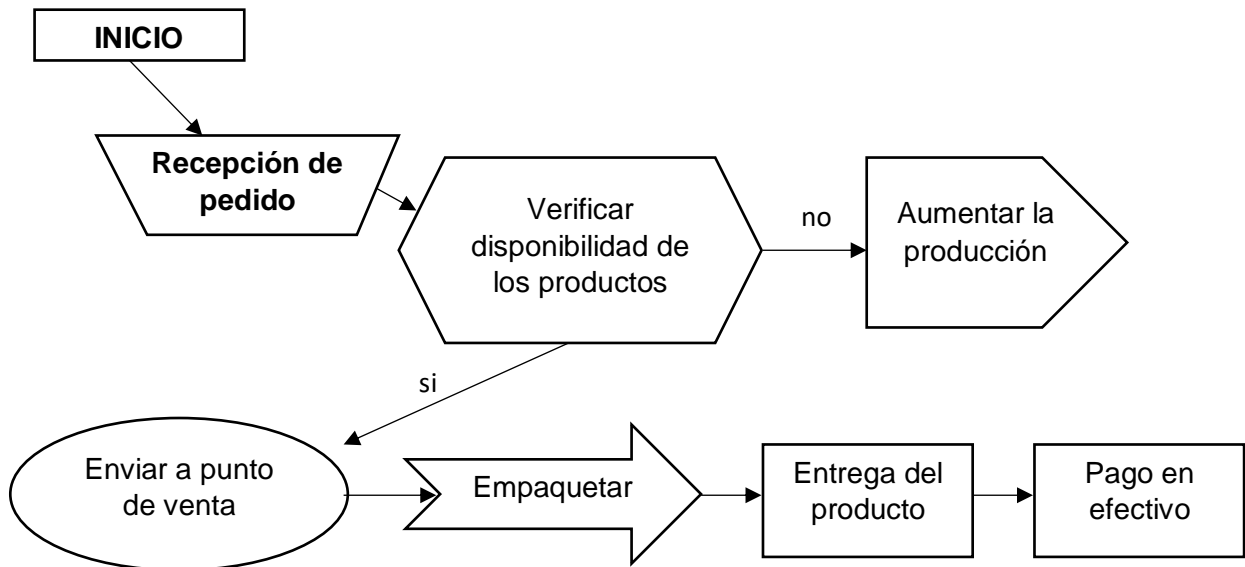 INICIO
Recepción de
pedido
Verificar
disponibilidad de
los productos
no
Aumentar la
producción
si
Enviar a punto
de venta
Empaquetar
Entrega del
producto
Pago en
efectivo